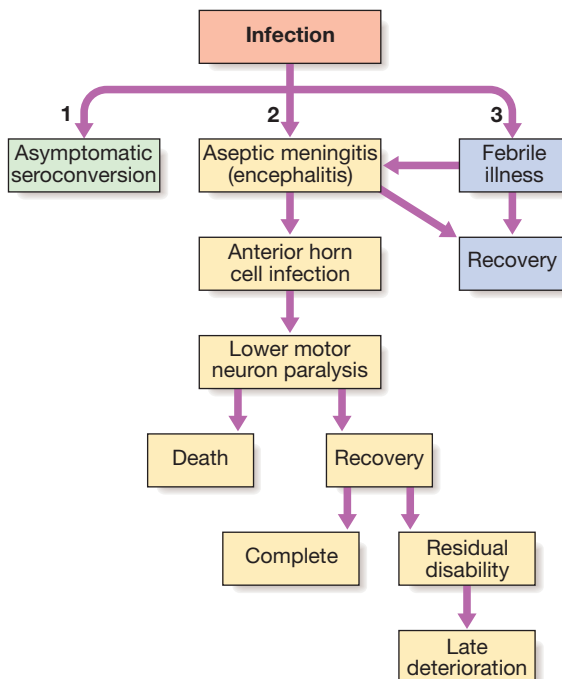 Infection
1
2
3
Asymptomatic
seroconversion
Aseptic meningitis
(encephalitis)
Febrile
illness
Anterior horn
cell infection
Recovery
Lower motor
neuron paralysis
Death
Recovery
Complete
Residual
disability
Late
deterioration